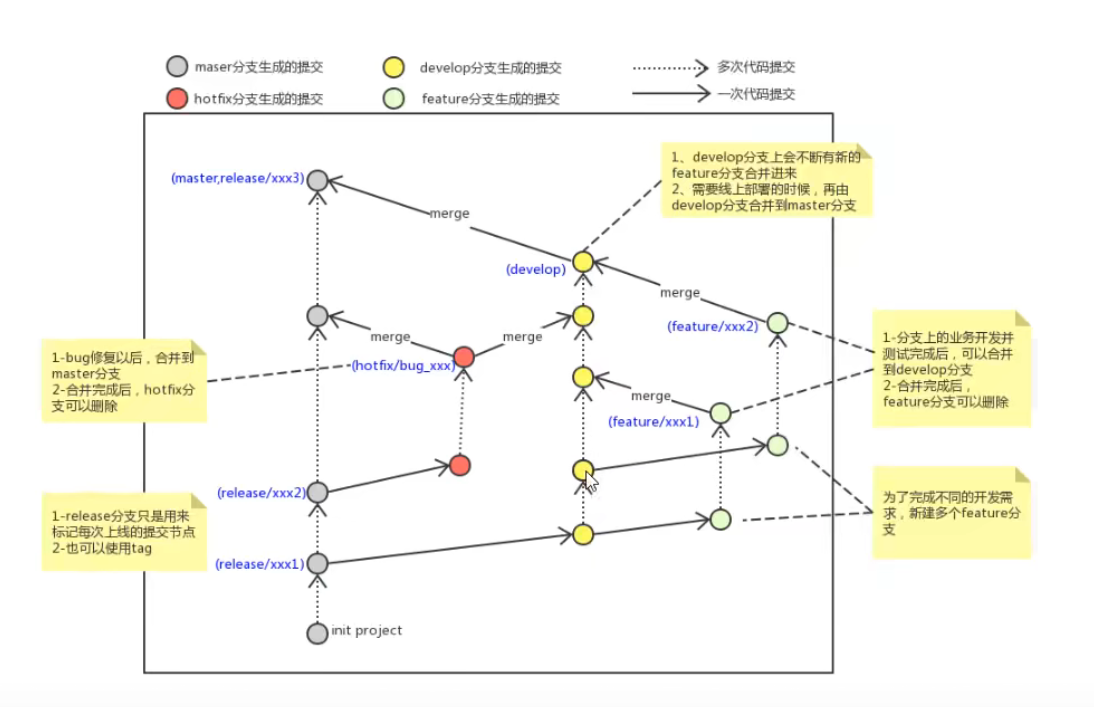 maser分支生成的提交
develop分支生成的提交
多次代码提交
hotfix分支生成的提交
feature分支生成的提交
一次代码提交
1、develop分支上会不断有新的
feature分支合并进来
2、需要线上部署的时候，再由
develop分支合并到master分支
(master,release/xxx3)
merge
(develop)
merge
(feature/xxx2)
merge
merge
1-分支上的业务开发并
测试完成后，可以合并
到develop分支
2-合并完成后，
feature分支可以删除
1-bug修复以后，合并到
master分支
2-合并完成后，hotfix分
支可以删除
(hotfix/bug_xxx)
merge
(feature/xxx1)
(release/xxx2)
1-release分支只是用来
标记每次上线的提交节点
2-也可以使用tag
为了完成不同的开发需
求，新建多个feature分
支
(release/xxx1)
init project